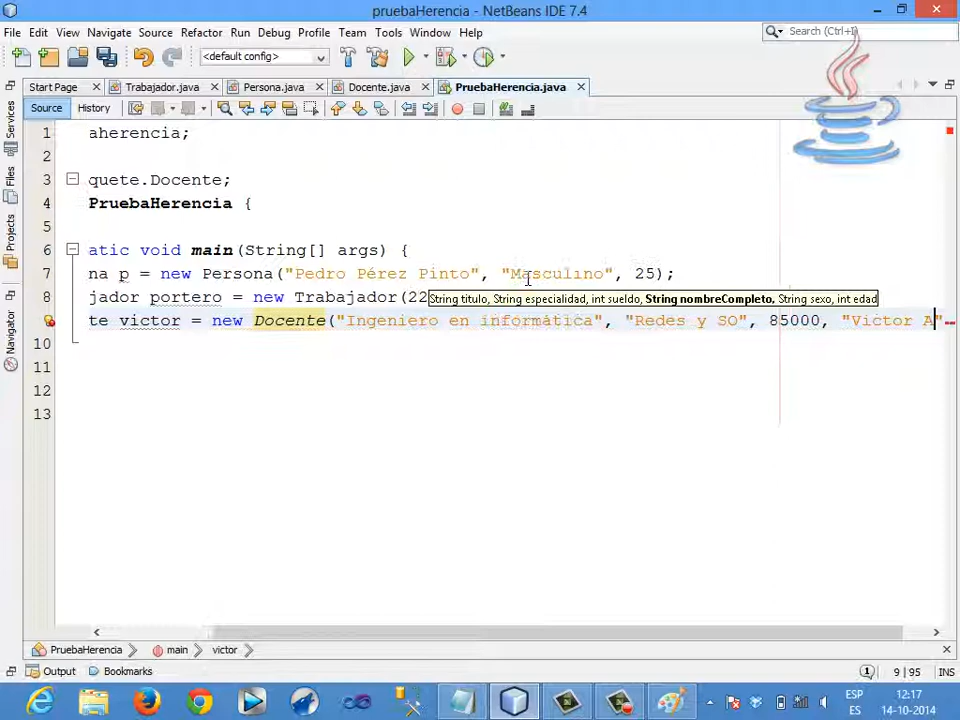 pruebaHerencia - NetBeans IDE 7.4
File Edit View Navigate Source Refactor Run Debug Profile Team Tools Window Help
Search (Ctrl+I)
<default config>
Start Page Trabajador.java Persona.java Docente.java PruebaHerencia.java
Source History
Services
Files
Projects
Navigator
1 aherencia;
2
3 quete.Docente;
4 PruebaHerencia {
5
6 atic void main(String[] args) {
7 na p = new Persona("Pedro Pérez Pinto", "Masculino", 25);
8 jador portero = new Trabajador(22
String titulo, String especialidad, int sueldo, String nombreCompleto, String sexo, int edad
9 te victor = new Docente("Ingeniero en informática", "Redes y SO", 85000, "Victor A"
10
11
12
13
PruebaHerencia main victor
Output Bookmarks
1 9 | 95 INS
ESP 12:17
ES 14-10-2014